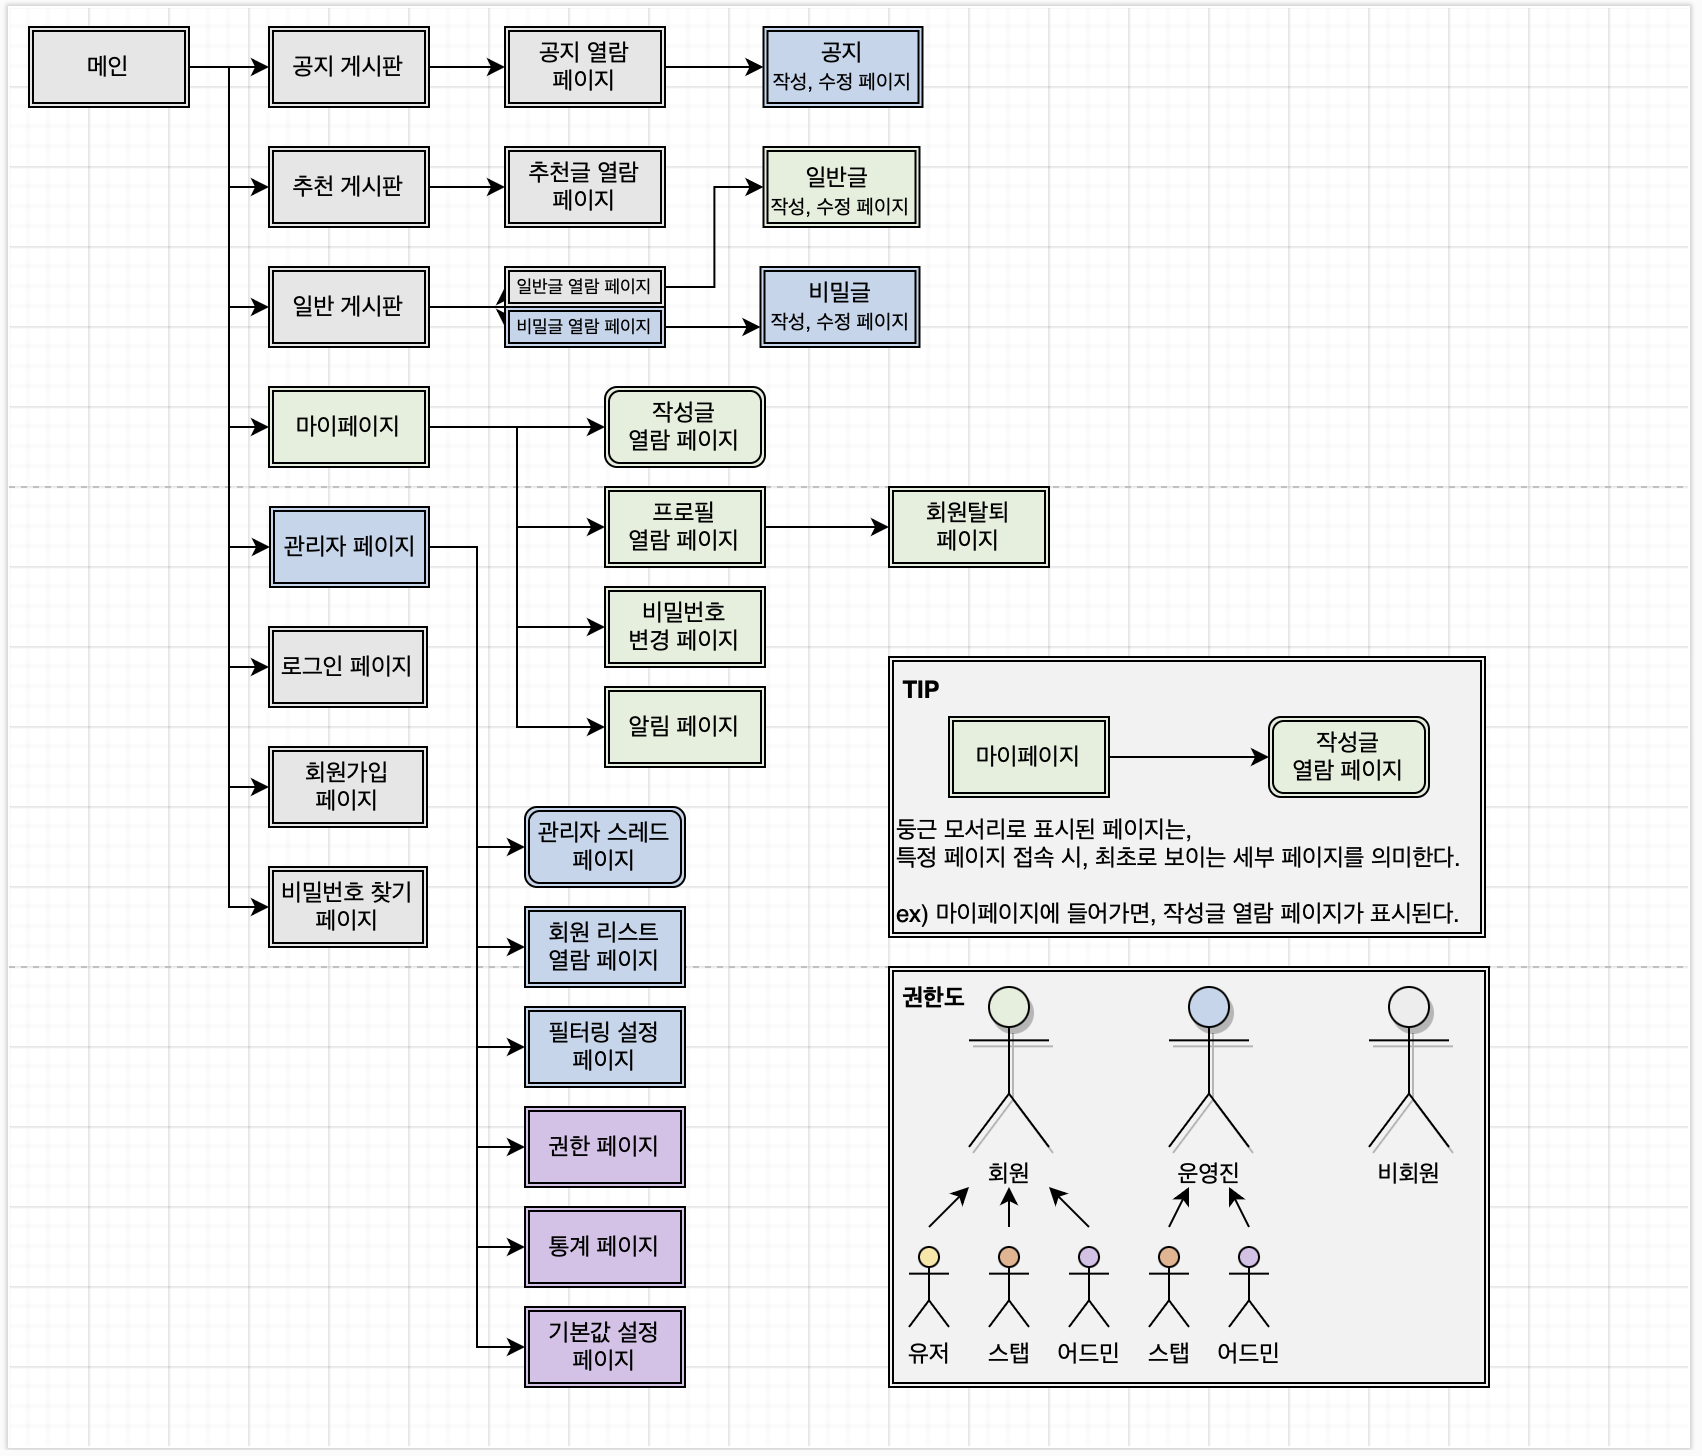 메인
공지 게시판
공지 열람
페이지
공지
작성, 수정 페이지
추천 게시판
추천글 열람
페이지
일반글
작성, 수정 페이지
일반 게시판
일반글 열람 페이지
비밀글 열람 페이지
비밀글
작성, 수정 페이지
마이페이지
작성글
열람 페이지
관리자 페이지
프로필
열람 페이지
회원탈퇴
페이지
로그인 페이지
비밀번호
변경 페이지
알림 페이지
회원가입
페이지
비밀번호 찾기
페이지
관리자 스레드
페이지
회원 리스트
열람 페이지
필터링 설정
페이지
권한 페이지
통계 페이지
기본값 설정
페이지
TIP
마이페이지
작성글
열람 페이지
둥근 모서리로 표시된 페이지는,
특정 페이지 접속 시, 최초로 보이는 세부 페이지를 의미한다.
ex) 마이페이지에 들어가면, 작성글 열람 페이지가 표시된다.
권한도
회원
운영진
비회원
유저
스탭
어드민
스탭
어드민